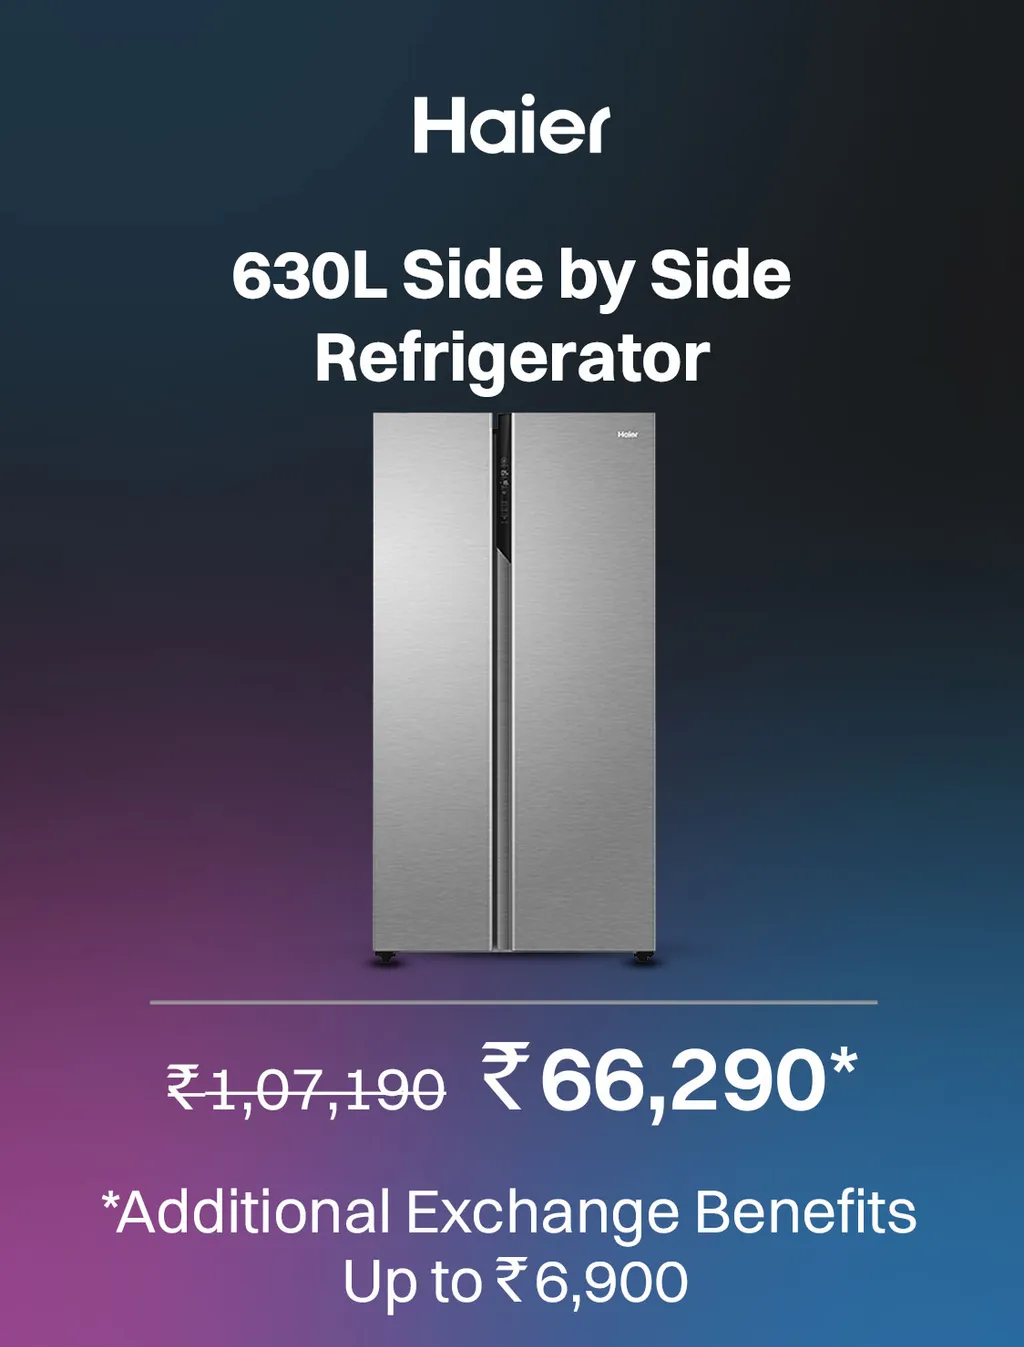 Haier
630L Side by Side
Refrigerator
Haier
₹1,07,190 ₹66,290*
*Additional Exchange Benefits
Up to ₹6,900